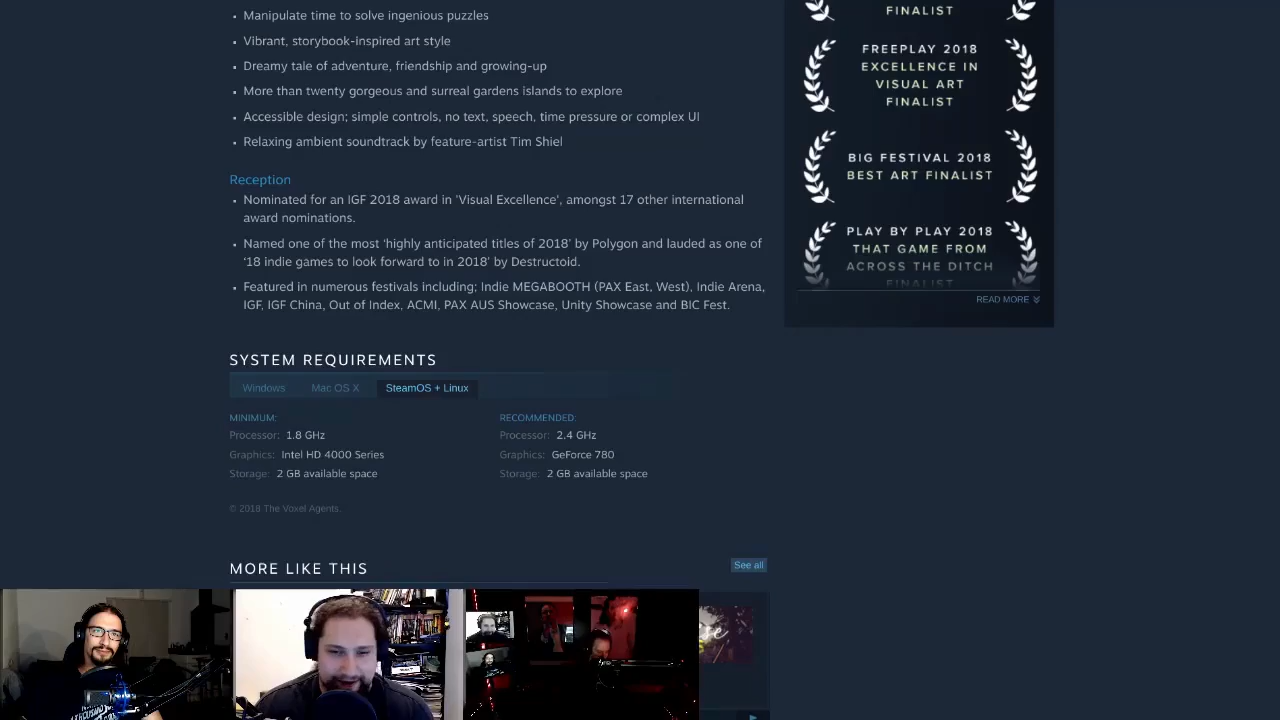 Manipulate time to solve ingenious puzzles
Vibrant, storybook-inspired art style
Dreamy tale of adventure, friendship and growing-up
More than twenty gorgeous and surreal gardens islands to explore
Accessible design; simple controls, no text, speech, time pressure or complex UI
Relaxing ambient soundtrack by feature-artist Tim Shiel
Reception
Nominated for an IGF 2018 award in 'Visual Excellence', amongst 17 other international
award nominations.
Named one of the most 'highly anticipated titles of 2018' by Polygon and lauded as one of
'18 indie games to look forward to in 2018' by Destructoid.
Featured in numerous festivals including; Indie MEGABOOTH (PAX East, West), Indie Arena,
IGF, IGF China, Out of Index, ACMI, PAX AUS Showcase, Unity Showcase and BIC Fest.
SYSTEM REQUIREMENTS
Windows Mac OS X SteamOS + Linux
MINIMUM:
Processor: 1.8 GHz
Graphics: Intel HD 4000 Series
Storage: 2 GB available space
RECOMMENDED:
Processor: 2.4 GHz
Graphics: GeForce 780
Storage: 2 GB available space
© 2018 The Voxel Agents.
MORE LIKE THIS
See all
FINALIST
FREEPLAY 2018
EXCELLENCE IN
VISUAL ART
FINALIST
BIG FESTIVAL 2018
BEST ART FINALIST
PLAY BY PLAY 2018
THAT GAME FROM
ACROSS THE DITCH
FINALIST
READ MORE